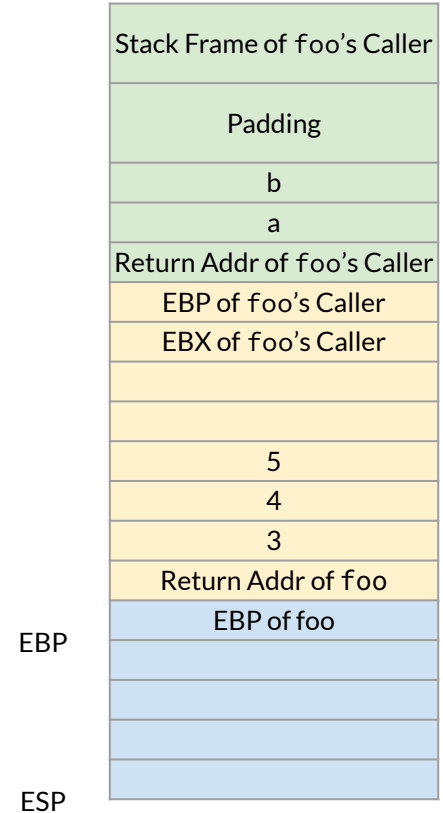 Stack Frame of foo's Caller
Padding
b
a
Return Addr of foo's Caller
EBP of foo's Caller
EBX of foo's Caller
5
4
3
Return Addr of foo
EBP of foo
EBP
ESP